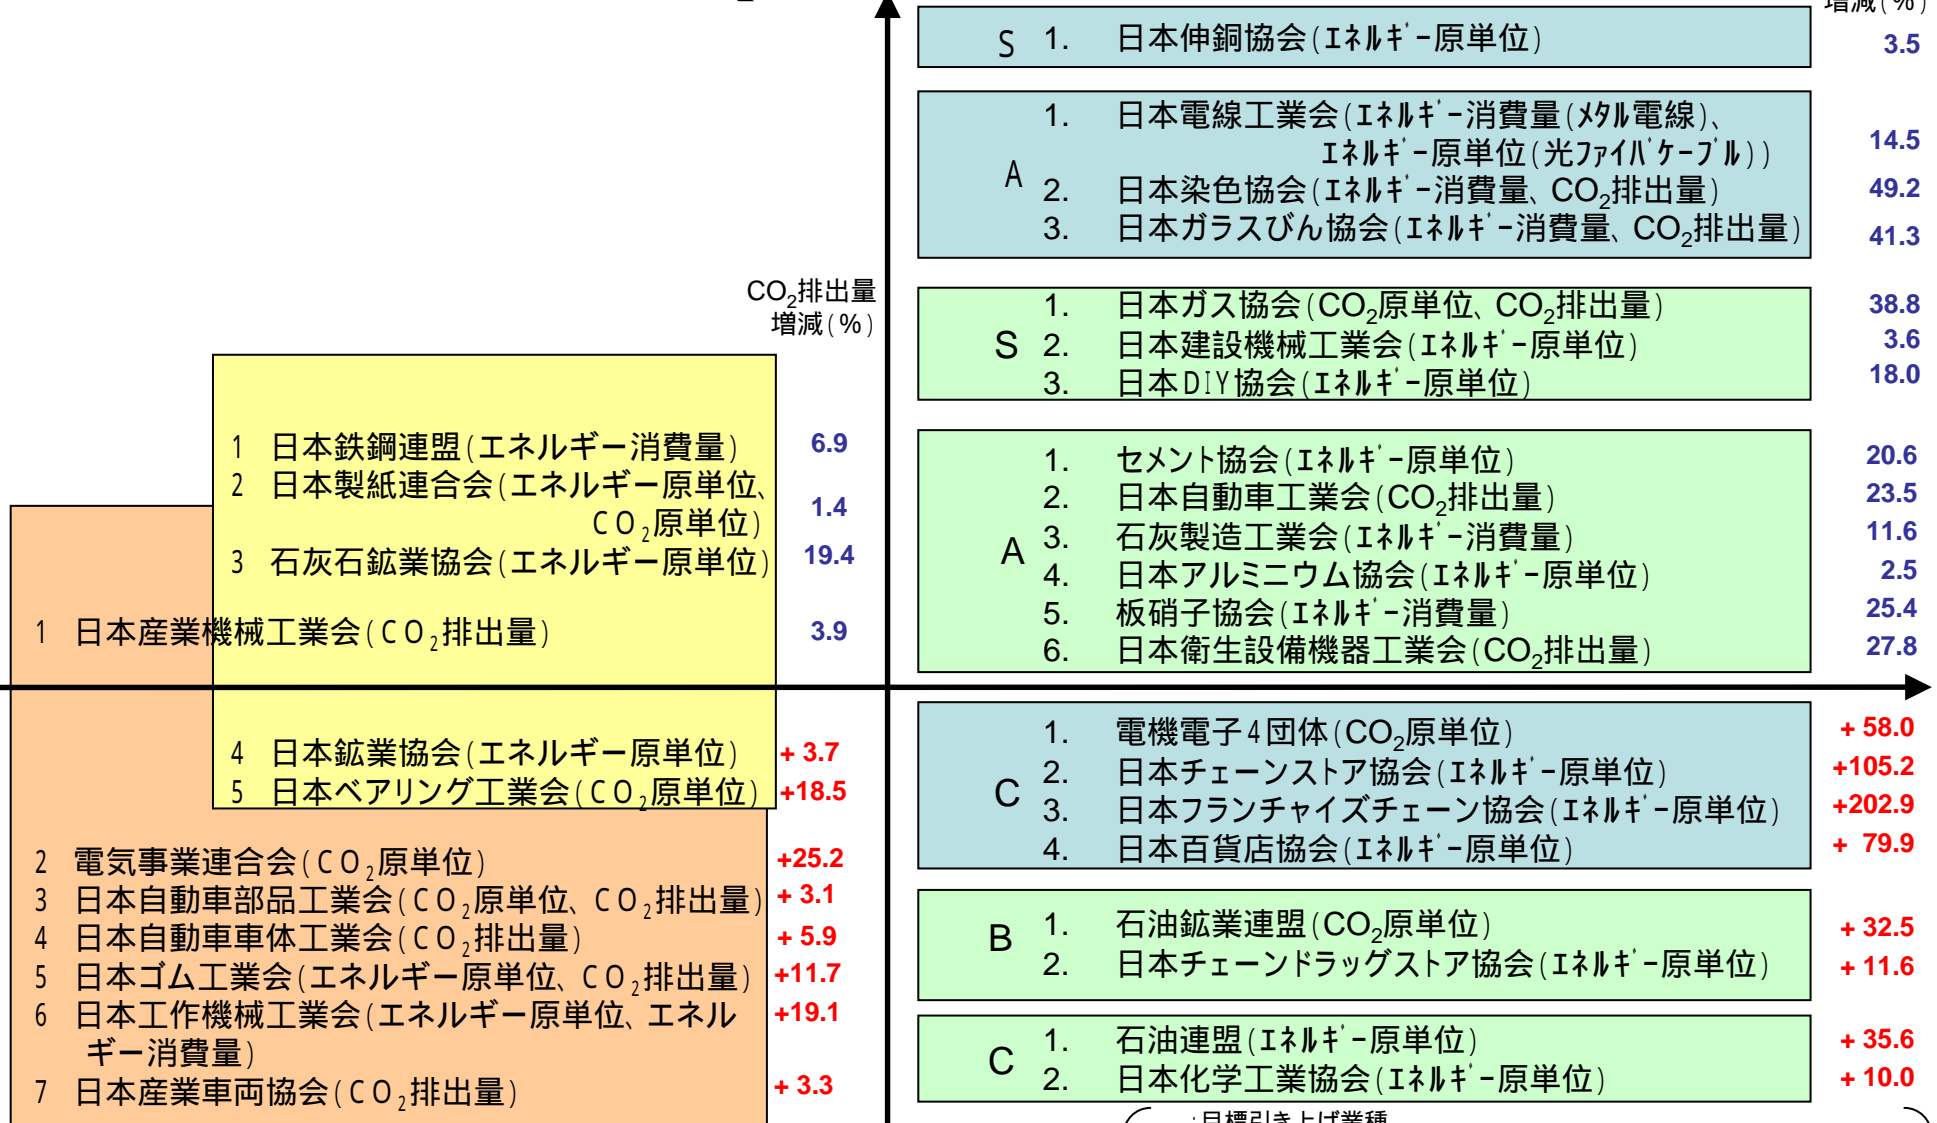 増減(％)
S 1. 日本伸銅協会(ｴﾈﾙｷﾞｰ原単位) 3.5
A
1. 日本電線工業会(ｴﾈﾙｷﾞｰ消費量(ﾒﾀﾙ電線)、
ｴﾈﾙｷﾞｰ原単位(光ﾌｧｲﾊﾞｹｰﾌﾞﾙ)) 14.5
2. 日本染色協会(ｴﾈﾙｷﾞｰ消費量、CO₂排出量) 49.2
3. 日本ガラスびん協会(ｴﾈﾙｷﾞｰ消費量、CO₂排出量) 41.3
S
1. 日本ガス協会(CO₂原単位、CO₂排出量) 38.8
2. 日本建設機械工業会(ｴﾈﾙｷﾞｰ原単位) 3.6
3. 日本DIY協会(ｴﾈﾙｷﾞｰ原単位) 18.0
A
1. セメント協会(ｴﾈﾙｷﾞｰ原単位) 20.6
2. 日本自動車工業会(CO₂排出量) 23.5
3. 石灰製造工業会(ｴﾈﾙｷﾞｰ消費量) 11.6
4. 日本アルミニウム協会(ｴﾈﾙｷﾞｰ原単位) 2.5
5. 板硝子協会(ｴﾈﾙｷﾞｰ消費量) 25.4
6. 日本衛生設備機器工業会(CO₂排出量) 27.8
CO₂排出量
増減(％)
1 日本鉄鋼連盟(エネルギー消費量) 6.9
2 日本製紙連合会(エネルギー原単位、
CO₂原単位) 1.4
3 石灰石鉱業協会(エネルギー原単位) 19.4
1 日本産業機械工業会(CO₂排出量) 3.9
4 日本鉱業協会(エネルギー原単位) + 3.7
5 日本ベアリング工業会(CO₂原単位) +18.5
2 電気事業連合会(CO₂原単位) +25.2
3 日本自動車部品工業会(CO₂原単位、CO₂排出量) + 3.1
4 日本自動車車体工業会(CO₂排出量) + 5.9
5 日本ゴム工業会(エネルギー原単位、CO₂排出量) +11.7
6 日本工作機械工業会(エネルギー原単位、エネル +19.1
ギー消費量)
7 日本産業車両協会(CO₂排出量) + 3.3
C
1. 電機電子4団体(CO₂原単位) + 58.0
2. 日本チェーンストア協会(ｴﾈﾙｷﾞｰ原単位) +105.2
3. 日本フランチャイズチェーン協会(ｴﾈﾙｷﾞｰ原単位) +202.9
4. 日本百貨店協会(ｴﾈﾙｷﾞｰ原単位) + 79.9
B
1. 石油鉱業連盟(CO₂原単位) + 32.5
2. 日本チェーンドラッグストア協会(ｴﾈﾙｷﾞｰ原単位) + 11.6
C
1. 石油連盟(ｴﾈﾙｷﾞｰ原単位) + 35.6
2. 日本化学工業協会(ｴﾈﾙｷﾞｰ原単位) + 10.0
:目標引き上げ業種